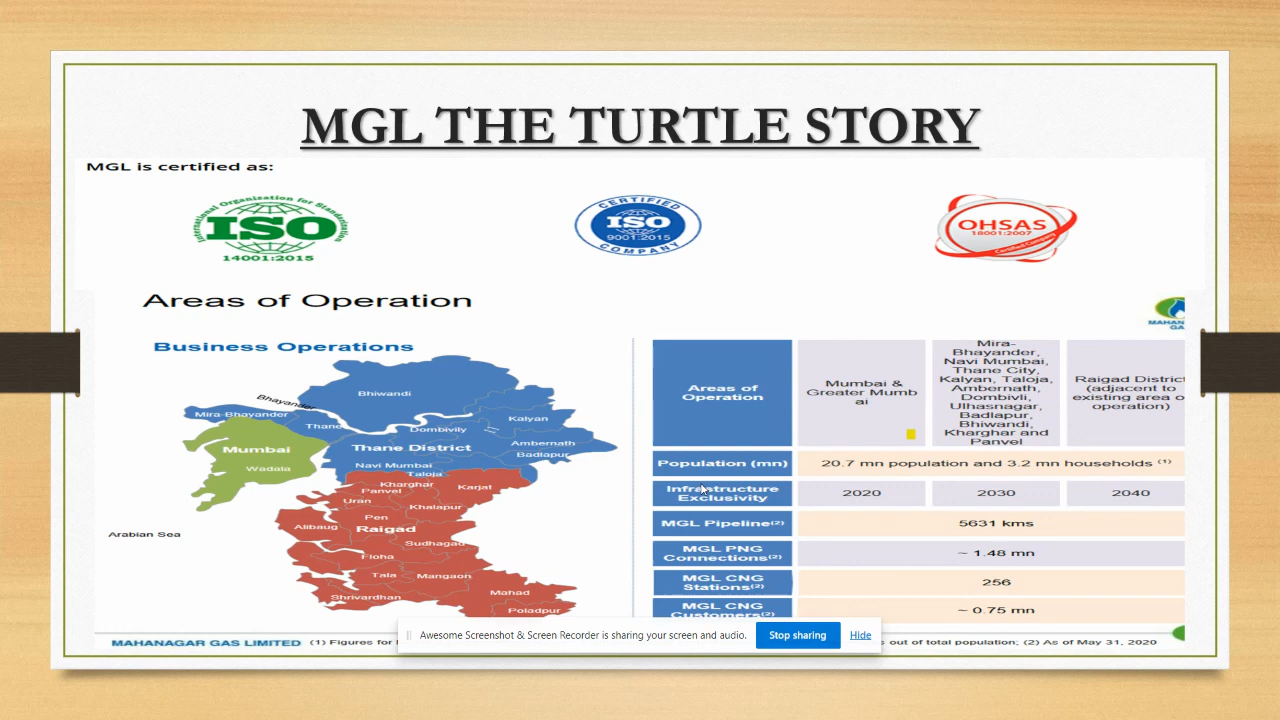 MGL THE TURTLE STORY
MGL is certified as:
International Organization for Standardization
ISO
14001:2015
CERTIFIED
ISO
9001:2015
COMPANY
OHSAS
18001:2007
Certified Company
Areas of Operation
MAHAN
GA
Business Operations
Bhiwandi
Bhayander
Mira-Bhayander
Thane
Kalyan
Dombivily
Mumbai
Thane District
Ambernath
Badlapur
Wadala
Navi Mumbai
Taloja
Kharghar
Panvel
Karjat
Uran
Khalapur
Pen
Alibaug
Raigad
Arabian Sea
Sudhagad
Tala
Mangaon
Shrivardhan
Mahad
Poladpur
Areas of
Operation
Mumbai &
Greater Mumb
ai
Mira-
Bhayander,
Navi Mumbai,
Thane City,
Kalyan, Taloja,
Ambernath,
Dombivli,
Ulhasnagar,
Badlapur,
Bhiwandi,
Kharghar and
Panvel
Raigad District
(adjacent to
existing area o
operation)
Population (mn)
20.7 mn population and 3.2 mn households (1)
Infrastructure
Exclusivity
2020
2030
2040
MGL Pipeline(2)
5631 kms
MGL PNG
Connections(2)
~ 1.48 mn
MGL CNG
Stations(2)
256
MGL CNG
Customers(2)
~ 0.75 mn
Awesome Screenshot & Screen Recorder is sharing your screen and audio.
Stop sharing
Hide
MAHANAGAR GAS LIMITED (1) Figures for
out of total population; (2) As of May 31, 2020